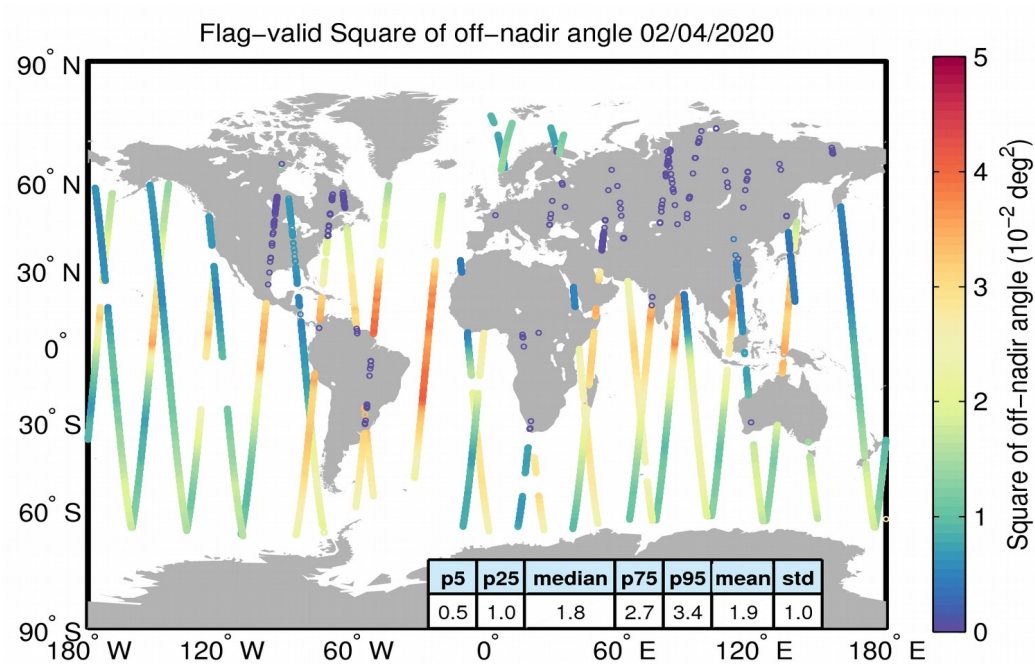 Flag−valid Square of off−nadir angle 02/04/2020
90° N
60° N
30° N
0°
30° S
60° S
90° S
180° W 120° W 60° W 0° 60° E 120° E 180° E
p5 p25 median p75 p95 mean std
0.5 1.0 1.8 2.7 3.4 1.9 1.0
5
4
3
2
1
0
Square of off−nadir angle (10⁻² deg²)